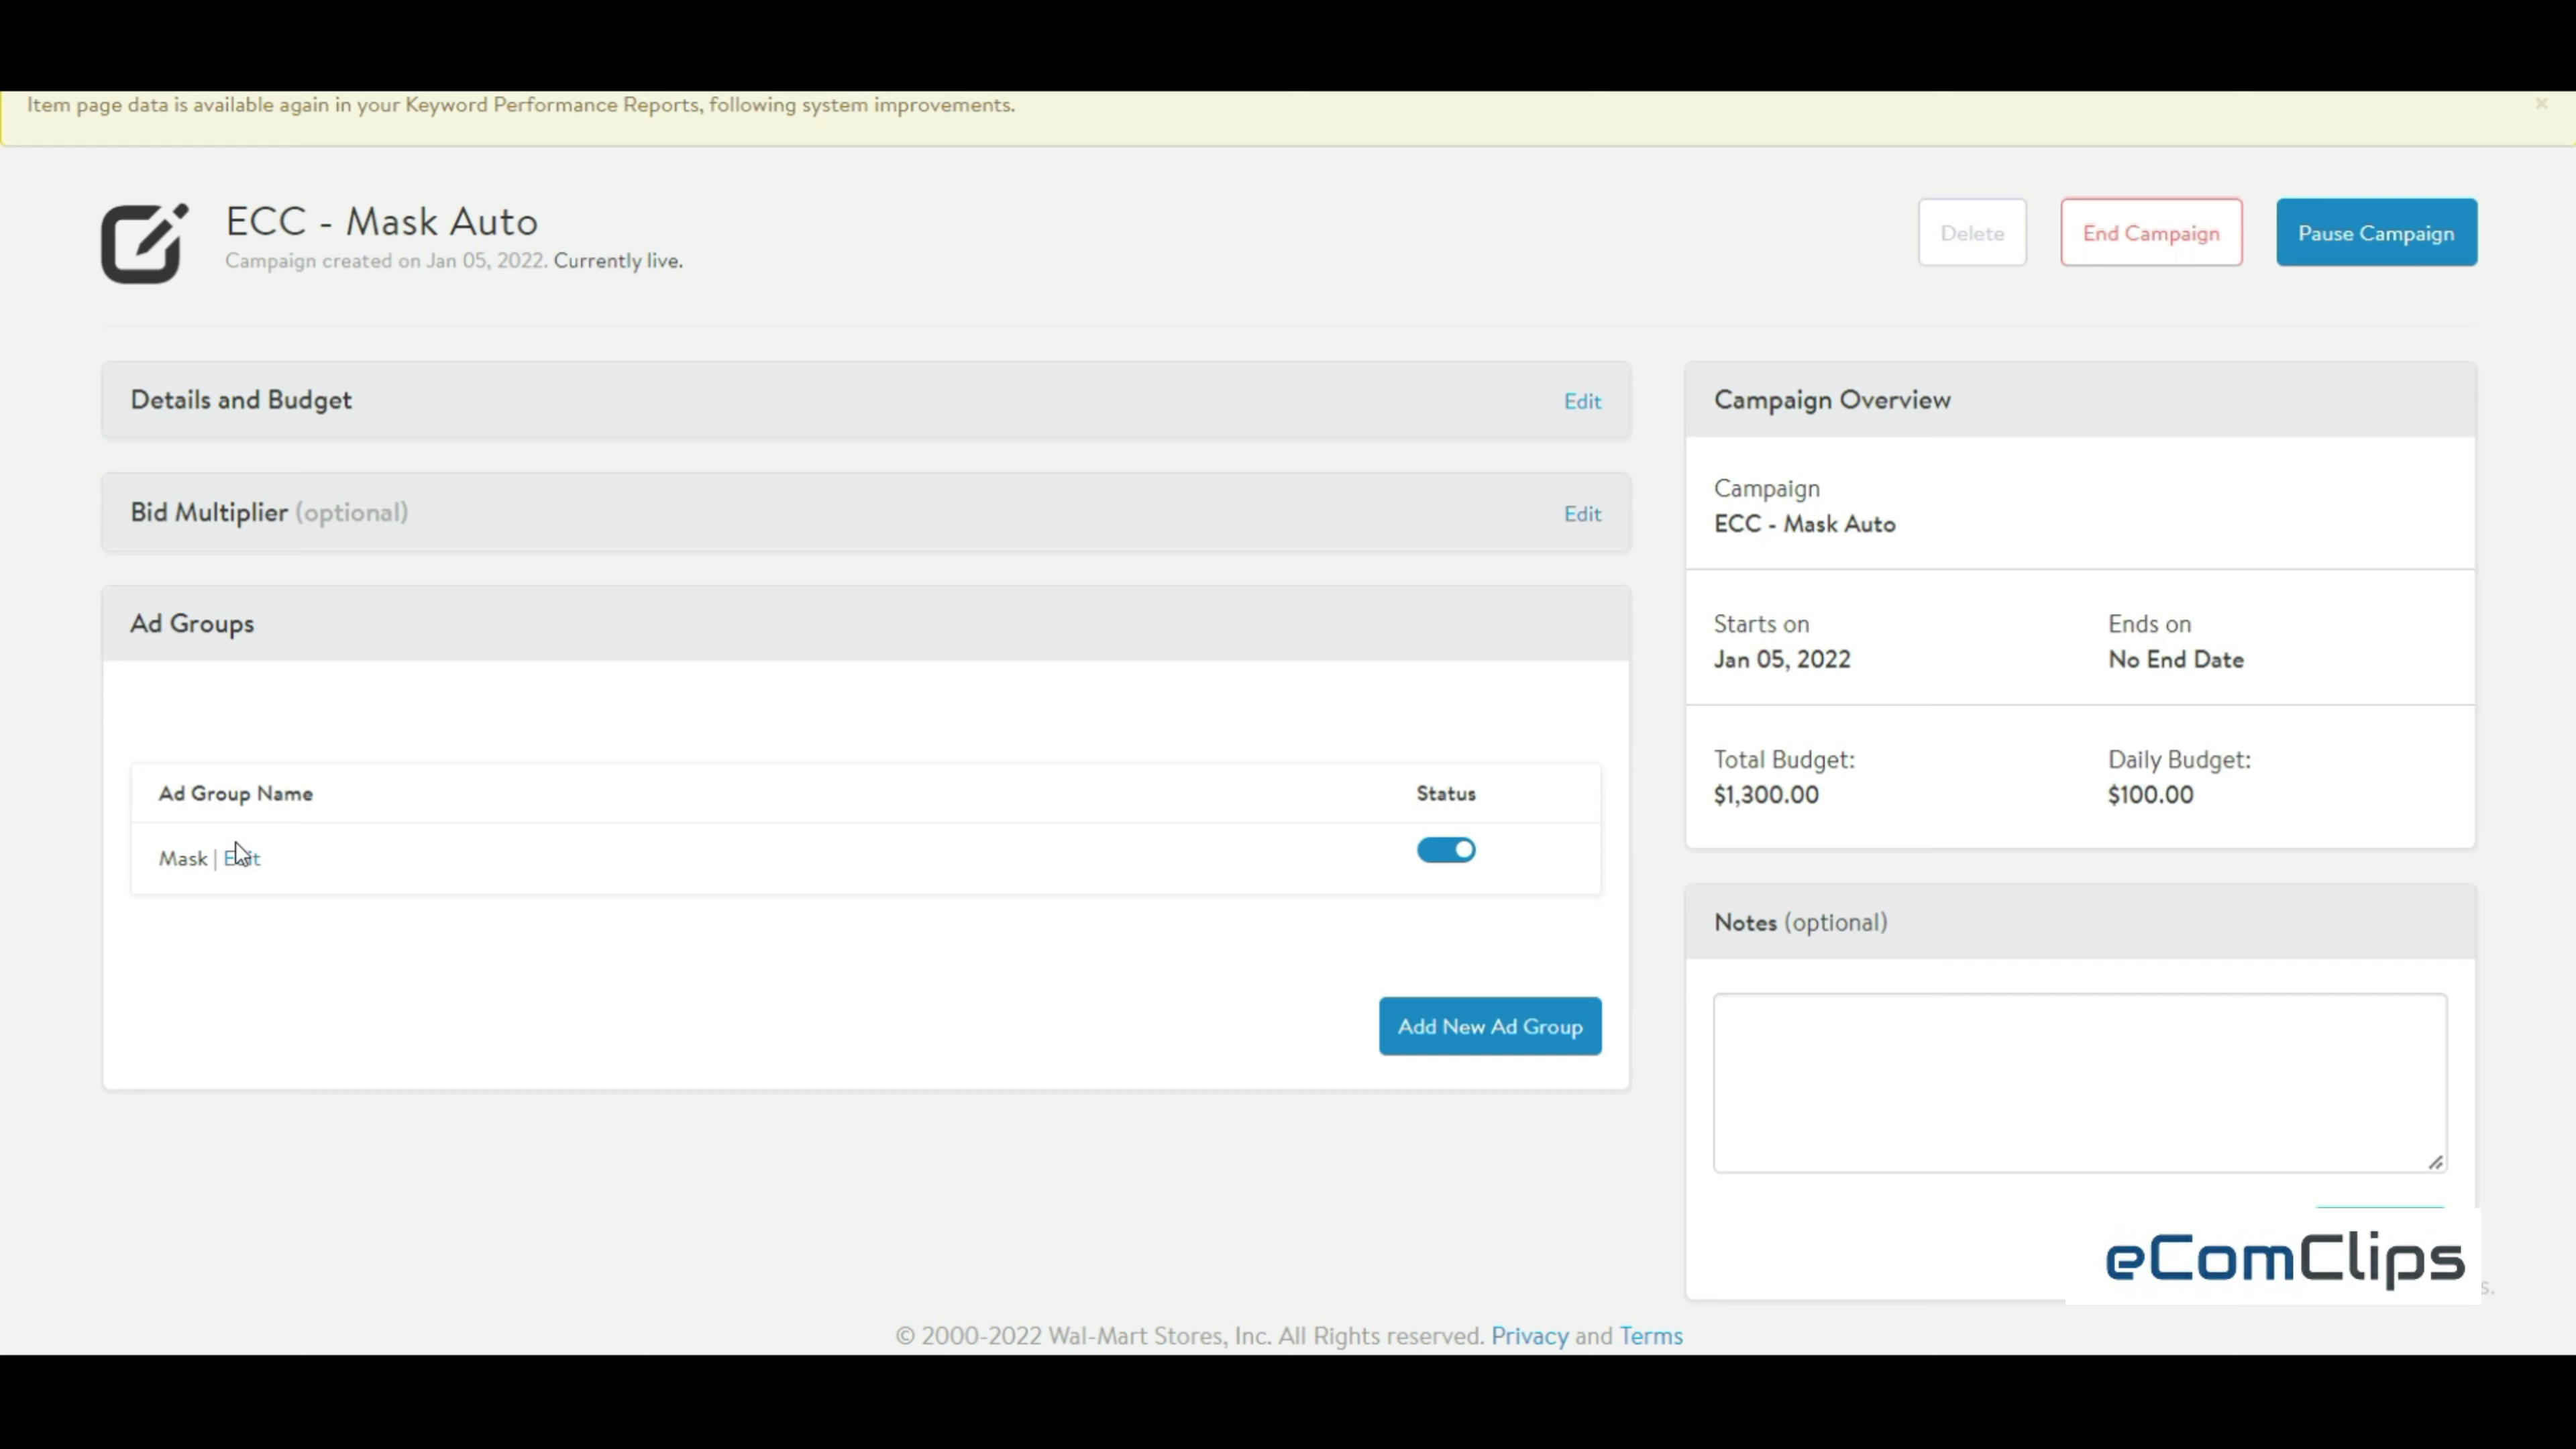 Item page data is available again in your Keyword Performance Reports, following system improvements.
ECC - Mask Auto
Campaign created on Jan 05, 2022. Currently live.
Delete
End Campaign
Pause Campaign
Details and Budget
Edit
Bid Multiplier (optional)
Edit
Ad Groups
Ad Group Name
Status
Mask | Edit
Add New Ad Group
Campaign Overview
Campaign
ECC - Mask Auto
Starts on
Jan 05, 2022
Ends on
No End Date
Total Budget:
$1,300.00
Daily Budget:
$100.00
Notes (optional)
eComClips
© 2000-2022 Wal-Mart Stores, Inc. All Rights reserved. Privacy and Terms